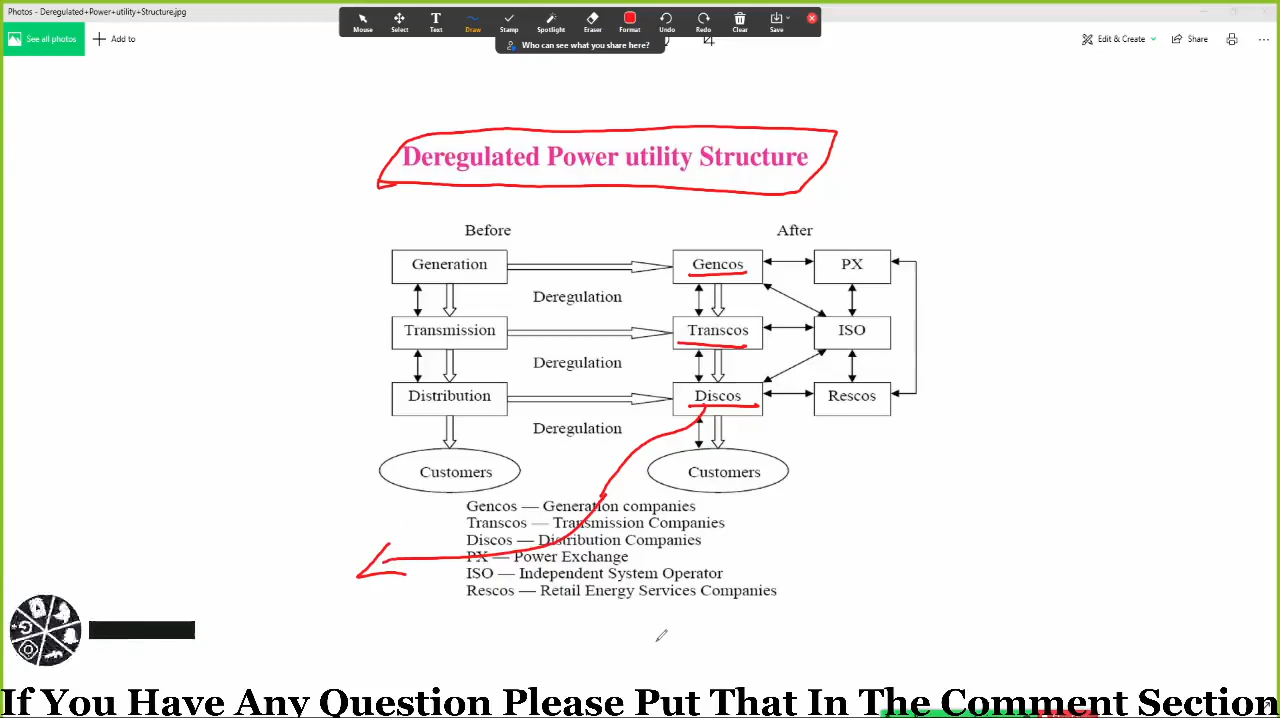 Photos - Deregulated+Power+utility+Structure.jpg
Mouse Select Text Draw Stamp Spotlight Eraser Format Undo Redo Clear Save
Who can see what you share here?
See all photos Add to Edit & Create Share
Deregulated Power utility Structure
Before After
Generation Gencos PX
Deregulation
Transmission Transcos ISO
Deregulation
Distribution Discos Rescos
Deregulation
Customers Customers
Gencos — Generation companies
Transcos — Transmission Companies
Discos — Distribution Companies
PX — Power Exchange
ISO — Independent System Operator
Rescos — Retail Energy Services Companies
If You Have Any Question Please Put That In The Comment Section